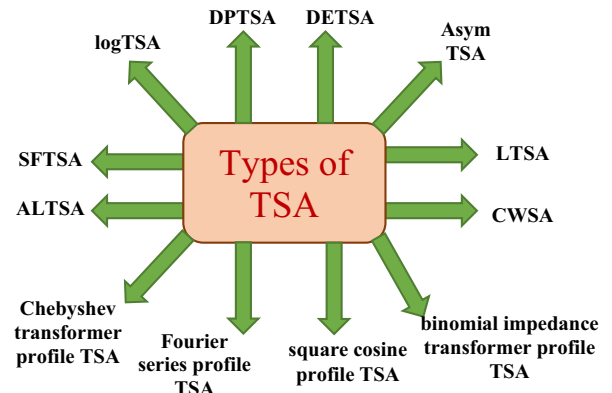 DPTSA
DETSA
Asym
TSA
logTSA
Types of
TSA
SFTSA
LTSA
ALTSA
CWSA
Chebyshev
transformer
profile TSA
Fourier
series profile
TSA
square cosine
profile TSA
binomial impedance
transformer profile
TSA